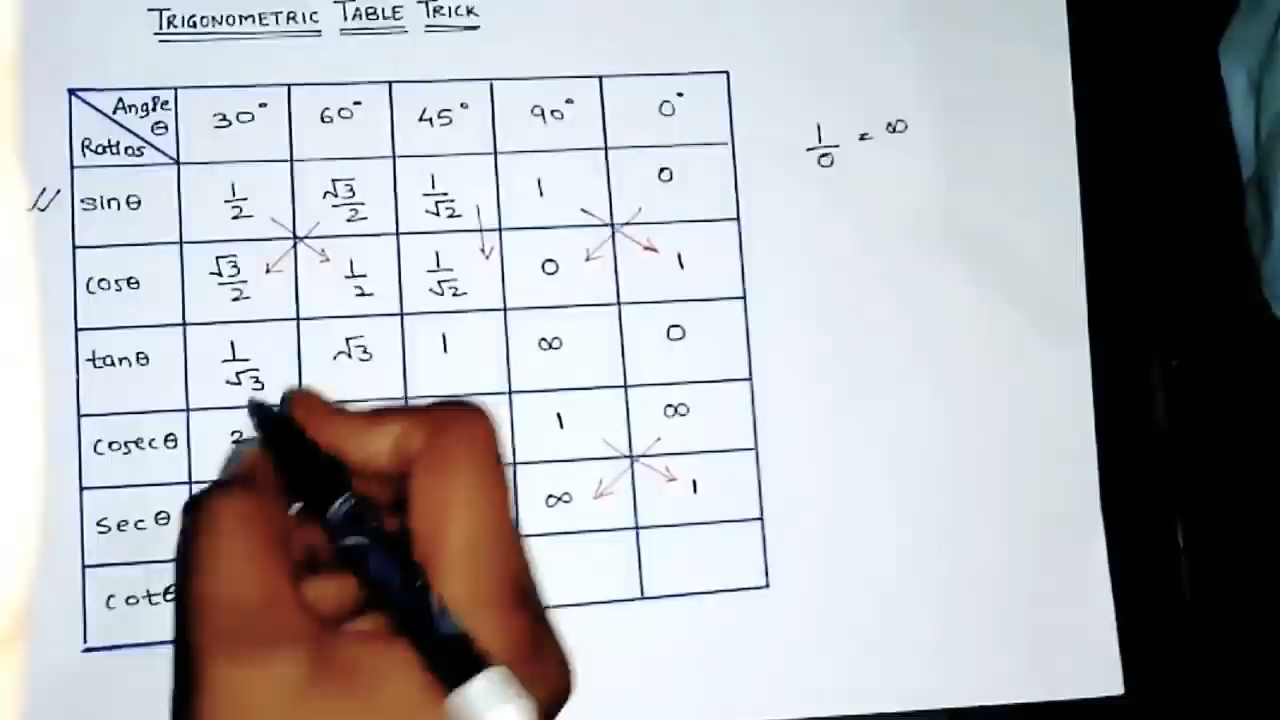 TRIGONOMETRIC TABLE TRICK
Angle θ Ratios 30° 60° 45° 90° 0°
sinθ 1/2 √3/2 1/√2 1 0
cosθ √3/2 1/2 1/√2 0 1
tanθ 1/√3 √3 1 ∞ 0
cosecθ 2 1 ∞
secθ ∞ 1
cotθ
1/0 = ∞